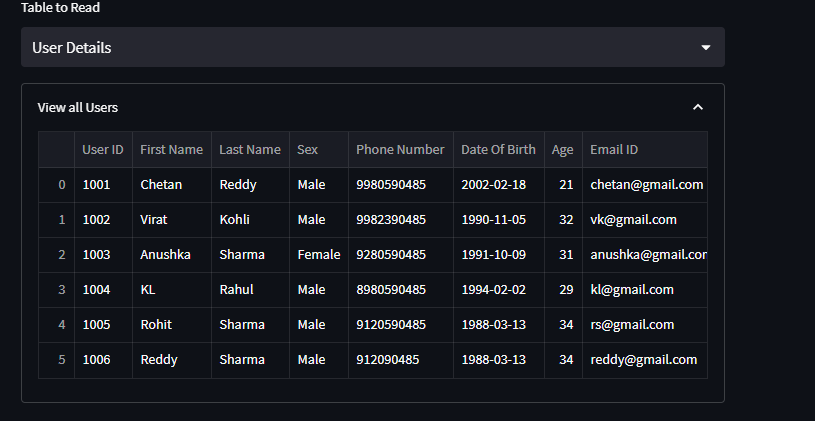 Table to Read
User Details
View all Users
User ID First Name Last Name Sex Phone Number Date Of Birth Age Email ID
0 1001 Chetan Reddy Male 9980590485 2002-02-18 21 chetan@gmail.com
1 1002 Virat Kohli Male 9982390485 1990-11-05 32 vk@gmail.com
2 1003 Anushka Sharma Female 9280590485 1991-10-09 31 anushka@gmail.com
3 1004 KL Rahul Male 8980590485 1994-02-02 29 kl@gmail.com
4 1005 Rohit Sharma Male 9120590485 1988-03-13 34 rs@gmail.com
5 1006 Reddy Sharma Male 912090485 1988-03-13 34 reddy@gmail.com